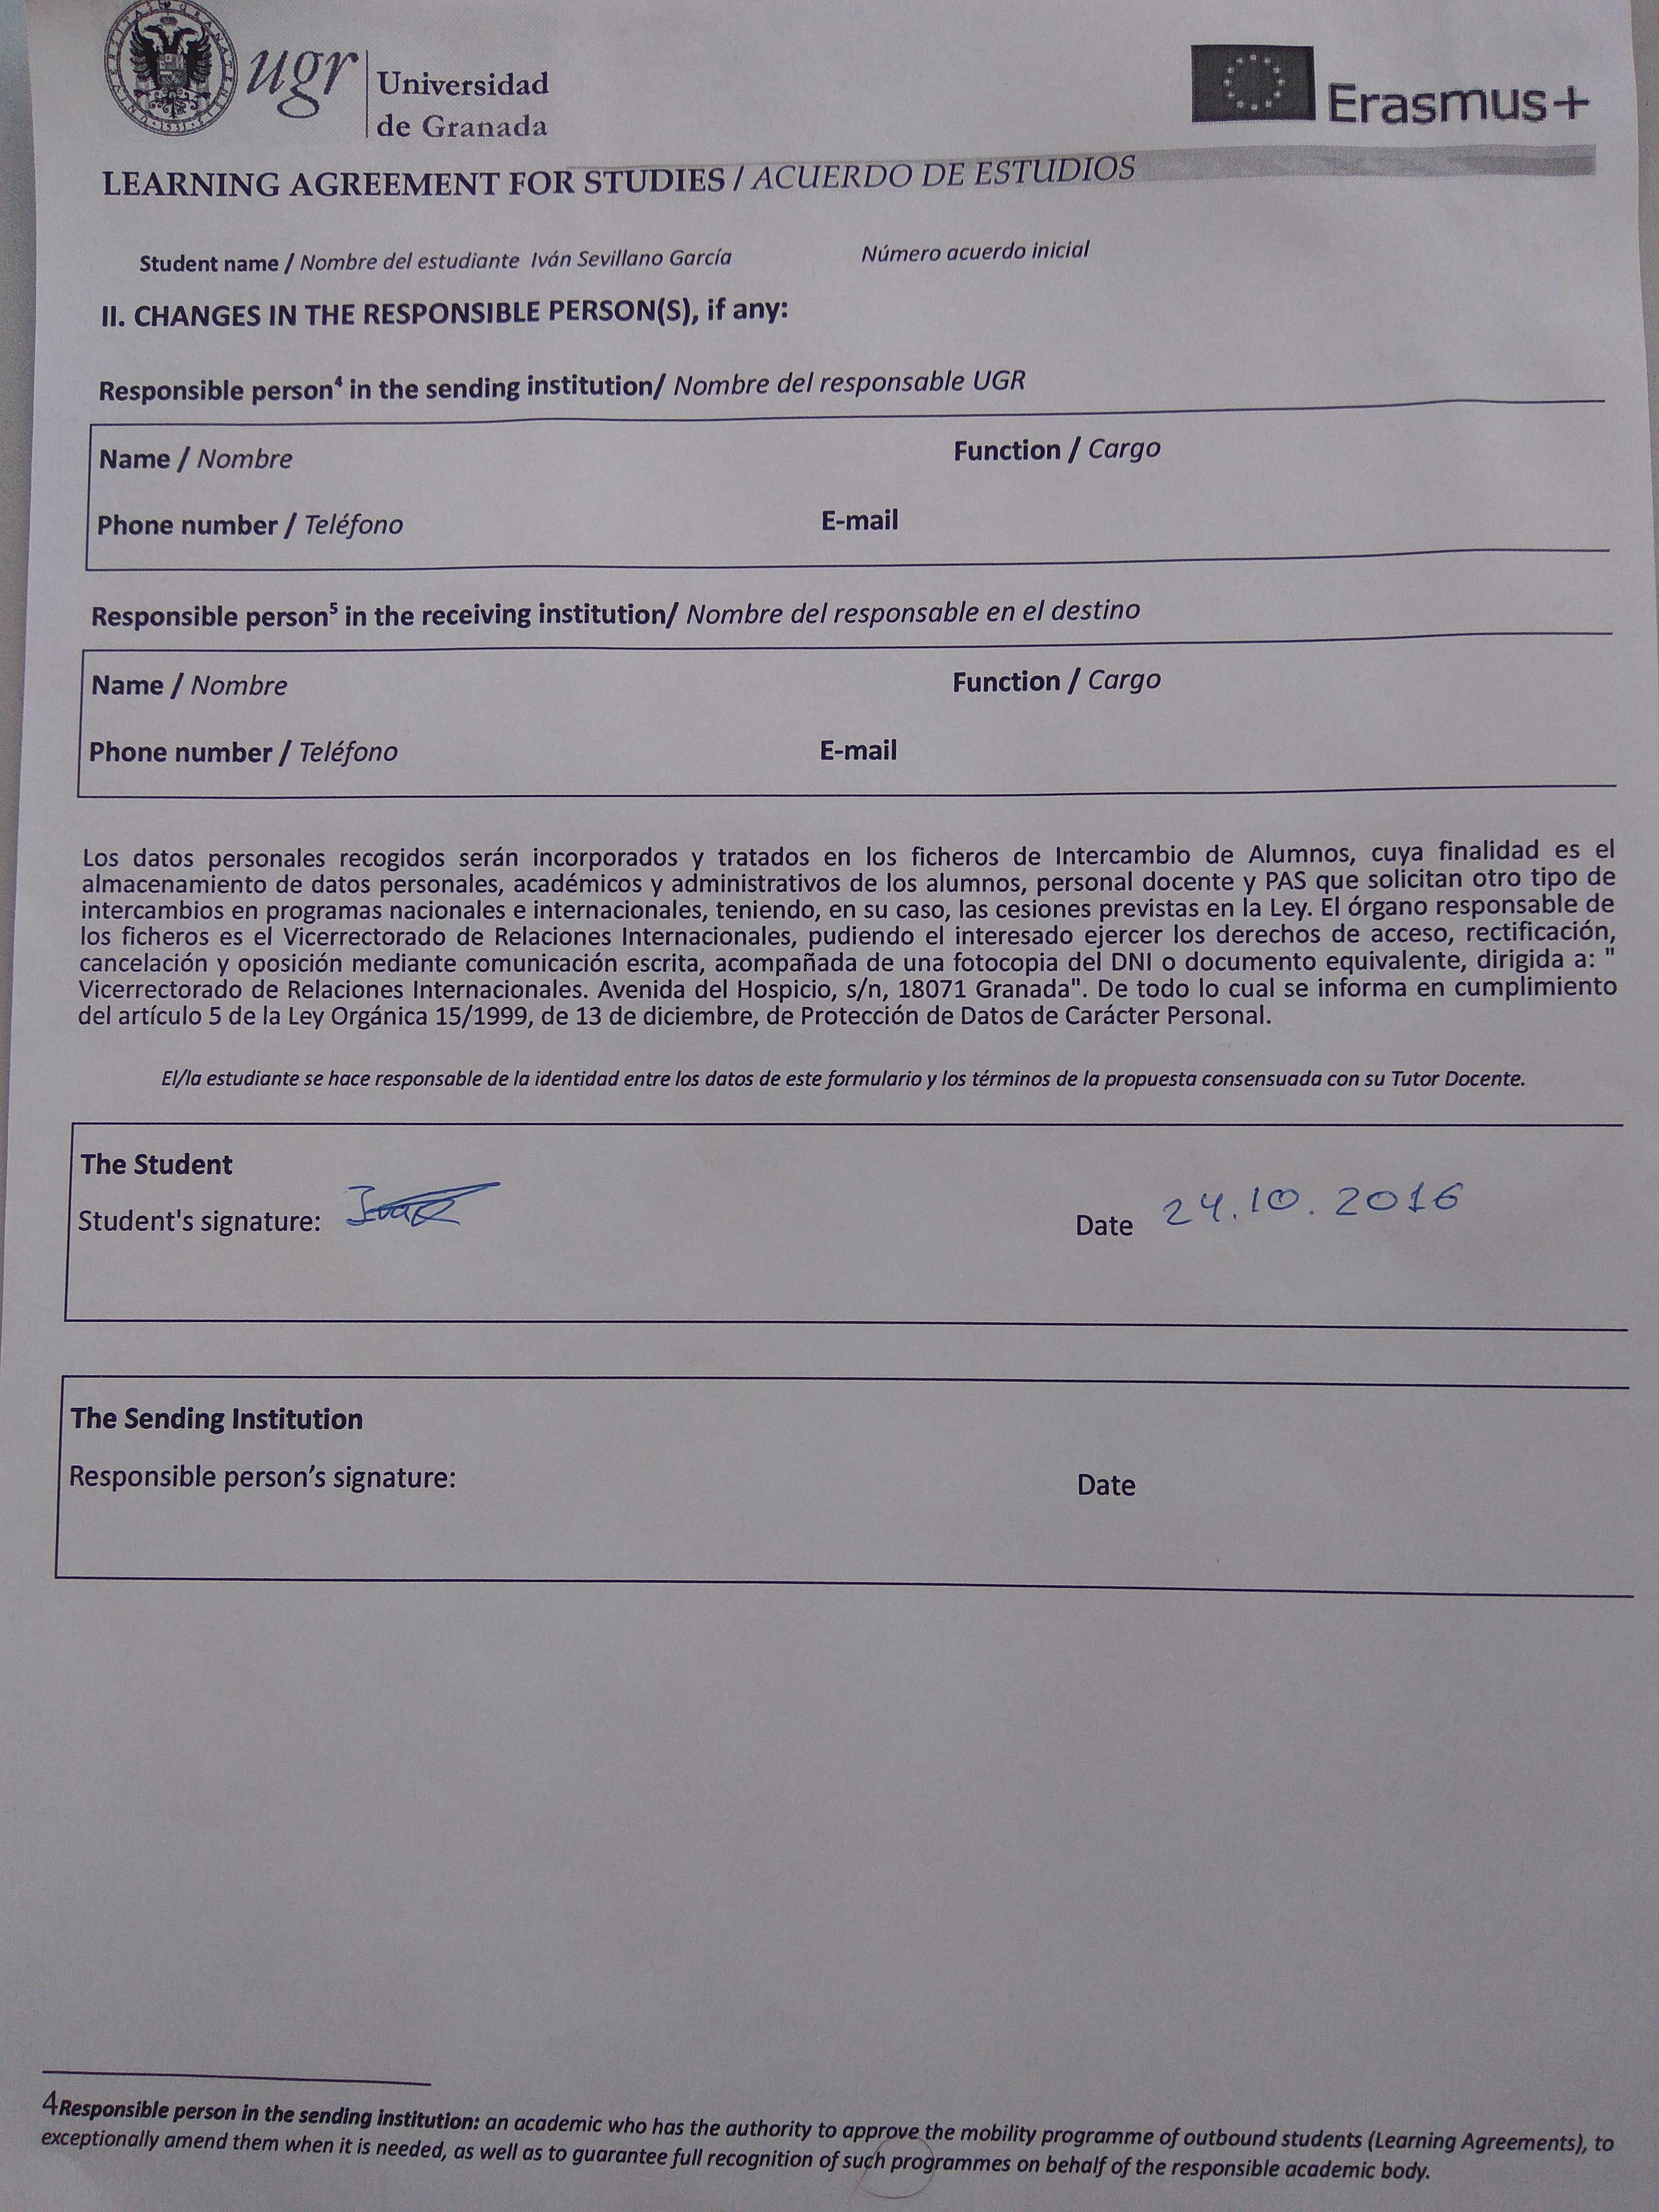 ugr Universidad
de Granada
Erasmus+
LEARNING AGREEMENT FOR STUDIES / ACUERDO DE ESTUDIOS
Student name / Nombre del estudiante Iván Sevillano García Número acuerdo inicial
II. CHANGES IN THE RESPONSIBLE PERSON(S), if any:
Responsible person⁴ in the sending institution/ Nombre del responsable UGR
Name / Nombre Function / Cargo
Phone number / Teléfono E-mail
Responsible person⁵ in the receiving institution/ Nombre del responsable en el destino
Name / Nombre Function / Cargo
Phone number / Teléfono E-mail
Los datos personales recogidos serán incorporados y tratados en los ficheros de Intercambio de Alumnos, cuya finalidad es el
almacenamiento de datos personales, académicos y administrativos de los alumnos, personal docente y PAS que solicitan otro tipo de
intercambios en programas nacionales e internacionales, teniendo, en su caso, las cesiones previstas en la Ley. El órgano responsable de
los ficheros es el Vicerrectorado de Relaciones Internacionales, pudiendo el interesado ejercer los derechos de acceso, rectificación,
cancelación y oposición mediante comunicación escrita, acompañada de una fotocopia del DNI o documento equivalente, dirigida a: "
Vicerrectorado de Relaciones Internacionales. Avenida del Hospicio, s/n, 18071 Granada". De todo lo cual se informa en cumplimiento
del artículo 5 de la Ley Orgánica 15/1999, de 13 de diciembre, de Protección de Datos de Carácter Personal.
El/la estudiante se hace responsable de la identidad entre los datos de este formulario y los términos de la propuesta consensuada con su Tutor Docente.
The Student
Student's signature: Date 24.10.2016
The Sending Institution
Responsible person's signature: Date
4Responsible person in the sending institution: an academic who has the authority to approve the mobility programme of outbound students (Learning Agreements), to
exceptionally amend them when it is needed, as well as to guarantee full recognition of such programmes on behalf of the responsible academic body.